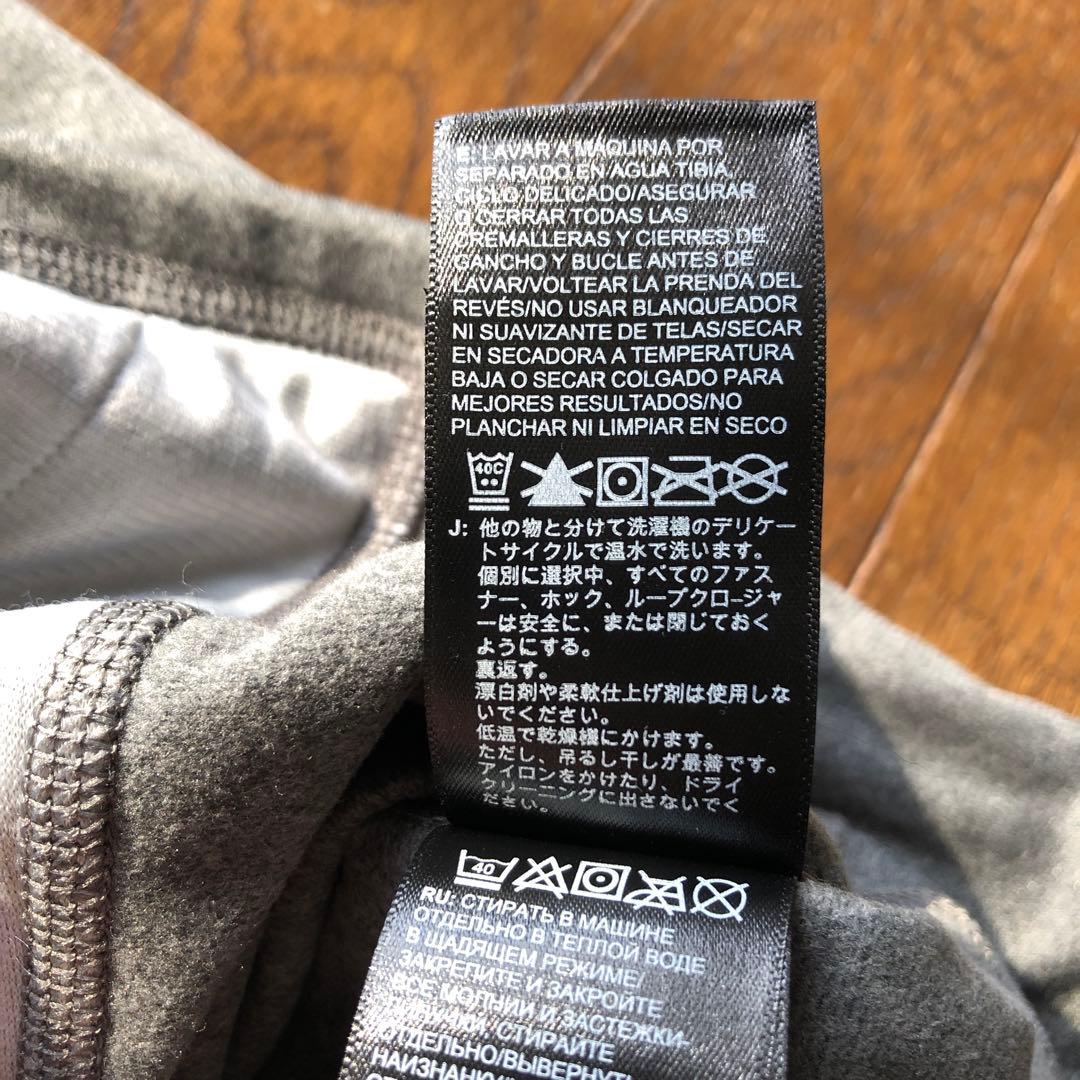 E: LAVAR A MÁQUINA POR
SEPARADO EN AGUA TIBIA,
CICLO DELICADO/ASEGURAR
O CERRAR TODAS LAS
CREMALLERAS Y CIERRES DE
GANCHO Y BUCLE ANTES DE
LAVAR/VOLTEAR LA PRENDA DEL
REVÉS/NO USAR BLANQUEADOR
NI SUAVIZANTE DE TELAS/SECAR
EN SECADORA A TEMPERATURA
BAJA O SECAR COLGADO PARA
MEJORES RESULTADOS/NO
PLANCHAR NI LIMPIAR EN SECO
40C
J: 他の物と分けて洗濯機のデリケー
トサイクルで温水で洗います。
個別に選択中、すべてのファス
ナー、ホック、ループクロージャ
ーは安全に、または閉じておく
ようにする。
裏返す。
漂白剤や柔軟仕上げ剤は使用しな
いでください。
低温で乾燥機にかけます。
ただし、吊るし干しが最善です。
アイロンをかけたり、ドライ
クリーニングに出さないでく
ださい。
40
RU: СТИРАТЬ В МАШИНЕ
ОТДЕЛЬНО В ТЕПЛОЙ ВОДЕ
В ЩАДЯЩЕМ РЕЖИМЕ/
ЗАКРЕПИТЕ И ЗАКРОЙТЕ
ВСЕ МОЛНИИ И ЗАСТЕЖКИ-
ЛИПУЧКИ. СТИРАЙТЕ
ОТДЕЛЬНО/ВЫВЕРНУТЬ
НАИЗНАНКУ/